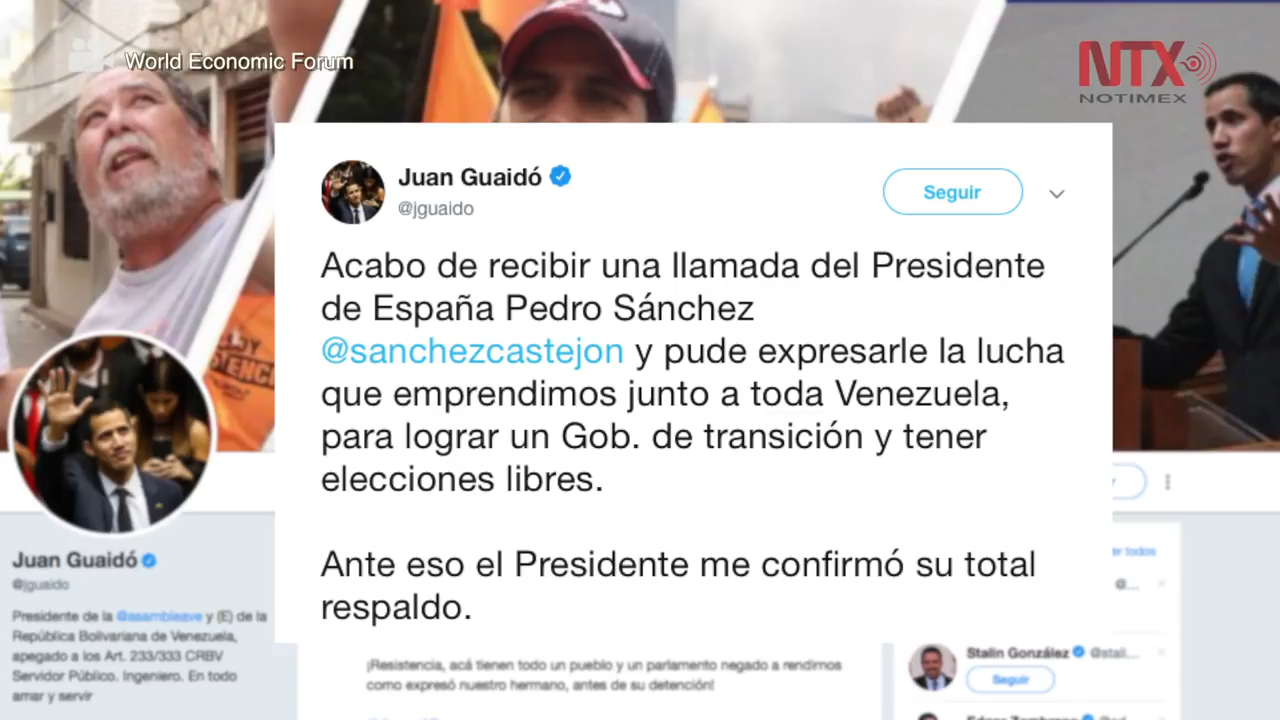 World Economic Forum
NTX
NOTIMEX
Juan Guaidó
@jguaido
Seguir
Acabo de recibir una llamada del Presidente
de España Pedro Sánchez
@sanchezcastejon y pude expresarle la lucha
que emprendimos junto a toda Venezuela,
para lograr un Gob. de transición y tener
elecciones libres.
Ante eso el Presidente me confirmó su total
respaldo.
Juan Guaidó
@jguaido
Presidente de la @asambleave y (E) de la
República Bolivariana de Venezuela,
apegado a los Art. 233/333 CRBV
Servidor Público. Ingeniero. En todo
amar y servir
¡Resistencia, acá tienen todo un pueblo y un parlamento negado a rendirnos
como expresó nuestro hermano, antes de su detención!
todos
@...
Stalin González @stali...
Seguir